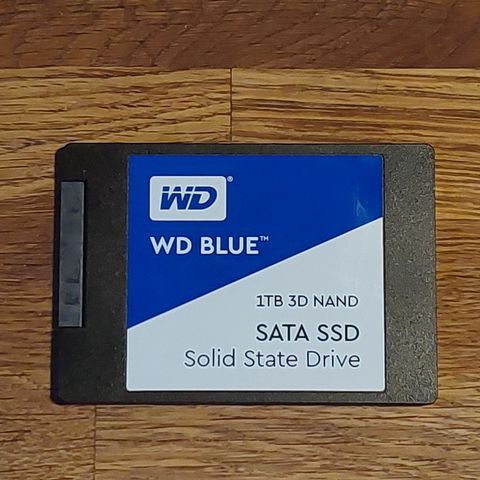 WD®
WD BLUE™
1TB 3D NAND
SATA SSD
Solid State Drive